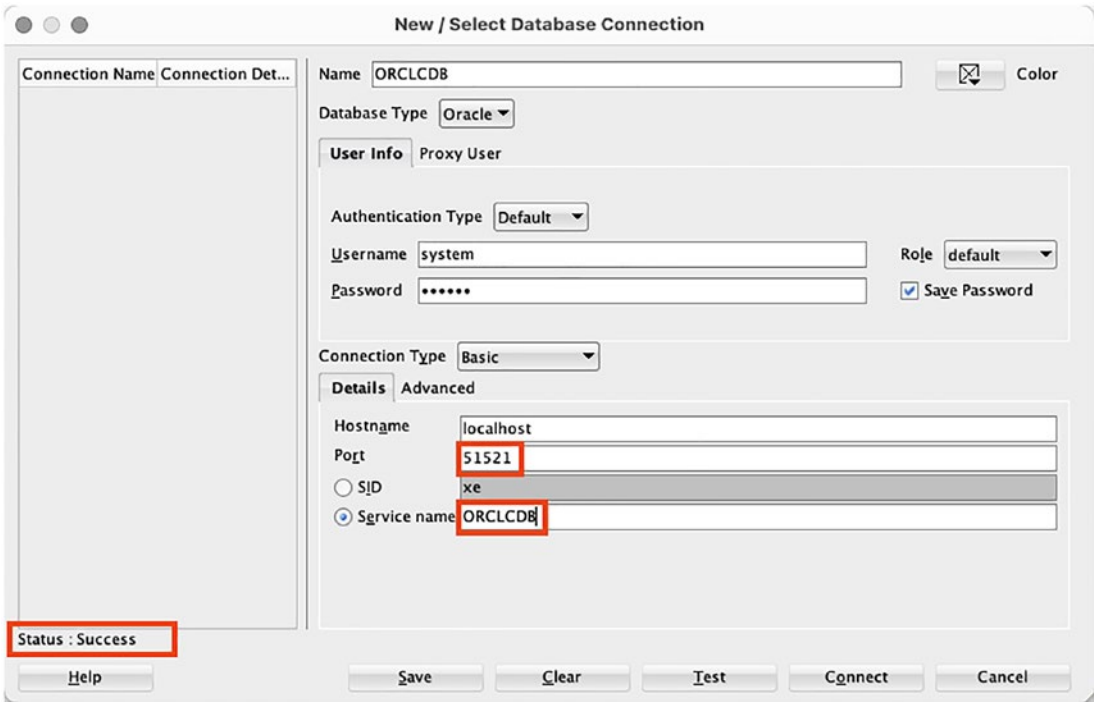 New / Select Database Connection
Connection Name Connection Det...
Name ORCLCDB Color
Database Type Oracle
User Info Proxy User
Authentication Type Default
Username system Role default
Password •••••• Save Password
Connection Type Basic
Details Advanced
Hostname localhost
Port 51521
SID xe
Service name ORCLCDB
Status : Success
Help Save Clear Test Connect Cancel